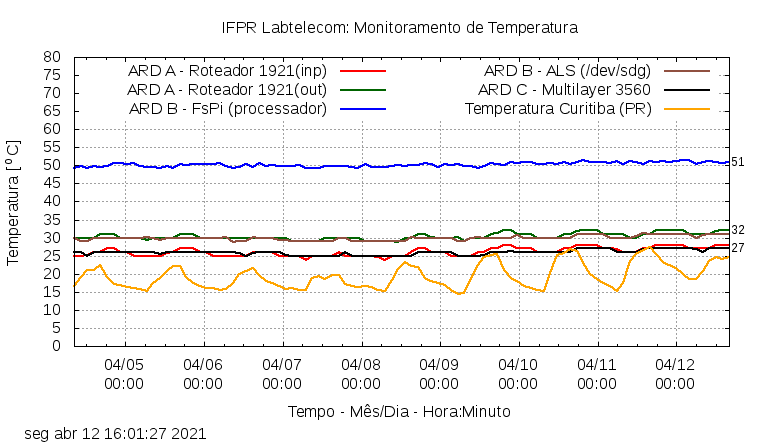 IFPR Labtelecom: Monitoramento de Temperatura
ARD A - Roteador 1921(inp)
ARD A - Roteador 1921(out)
ARD B - FsPi (processador)
ARD B - ALS (/dev/sdg)
ARD C - Multilayer 3560
Temperatura Curitiba (PR)
Temperatura [ºC]
80
75
70
65
60
55
50
45
40
35
30
25
20
15
10
5
0
51
32
27
04/05 04/06 04/07 04/08 04/09 04/10 04/11 04/12
00:00 00:00 00:00 00:00 00:00 00:00 00:00 00:00
Tempo - Mês/Dia - Hora:Minuto
seg abr 12 16:01:27 2021